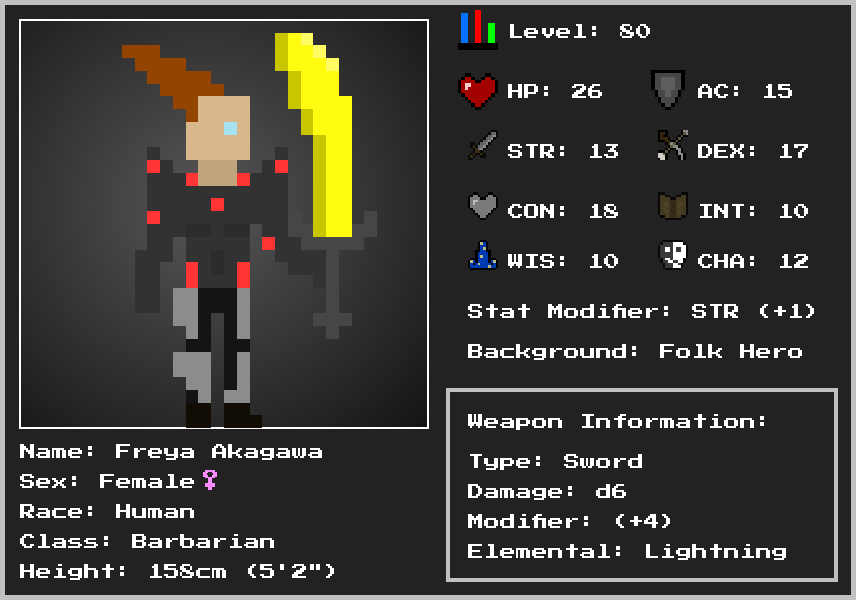 Level: 80
HP: 26 AC: 15
STR: 13 DEX: 17
CON: 18 INT: 10
WIS: 10 CHA: 12
Stat Modifier: STR (+1)
Background: Folk Hero
Weapon Information:
Type: Sword
Damage: d6
Modifier: (+4)
Elemental: Lightning
Name: Freya Akagawa
Sex: Female♀
Race: Human
Class: Barbarian
Height: 158cm (5'2")